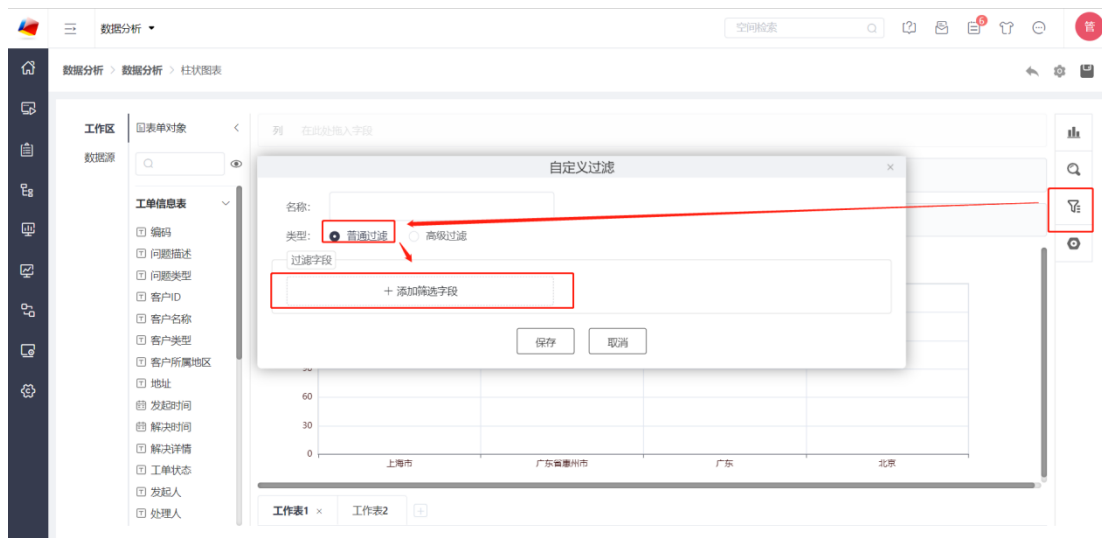 数据分析
空间检索
6
管
数据分析 > 数据分析 > 柱状图表
工作区
数据源
表单对象
列 在此处拖入字段
工单信息表
编码
问题描述
问题类型
客户ID
客户名称
客户类型
客户所属地区
地址
发起时间
解决时间
解决详情
工单状态
发起人
处理人
自定义过滤
名称:
类型: 普通过滤 高级过滤
过滤字段
+ 添加筛选字段
保存 取消
90
60
30
0
上海市 广东省惠州市 广东 北京
工作表1 × 工作表2